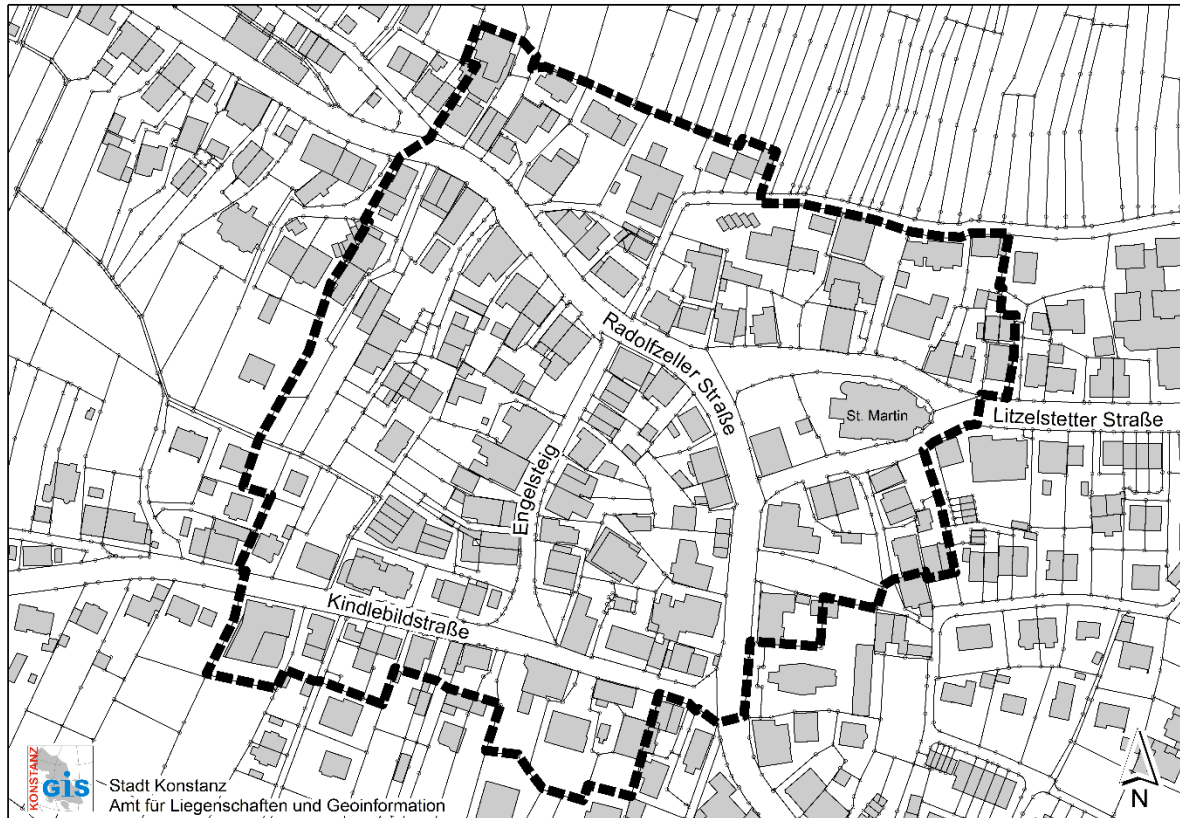 Radolfzeller Straße
St. Martin
Litzelstetter Straße
Engelsteig
Kindlebildstraße
KONSTANZ
GiS
Stadt Konstanz
Amt für Liegenschaften und Geoinformation
N